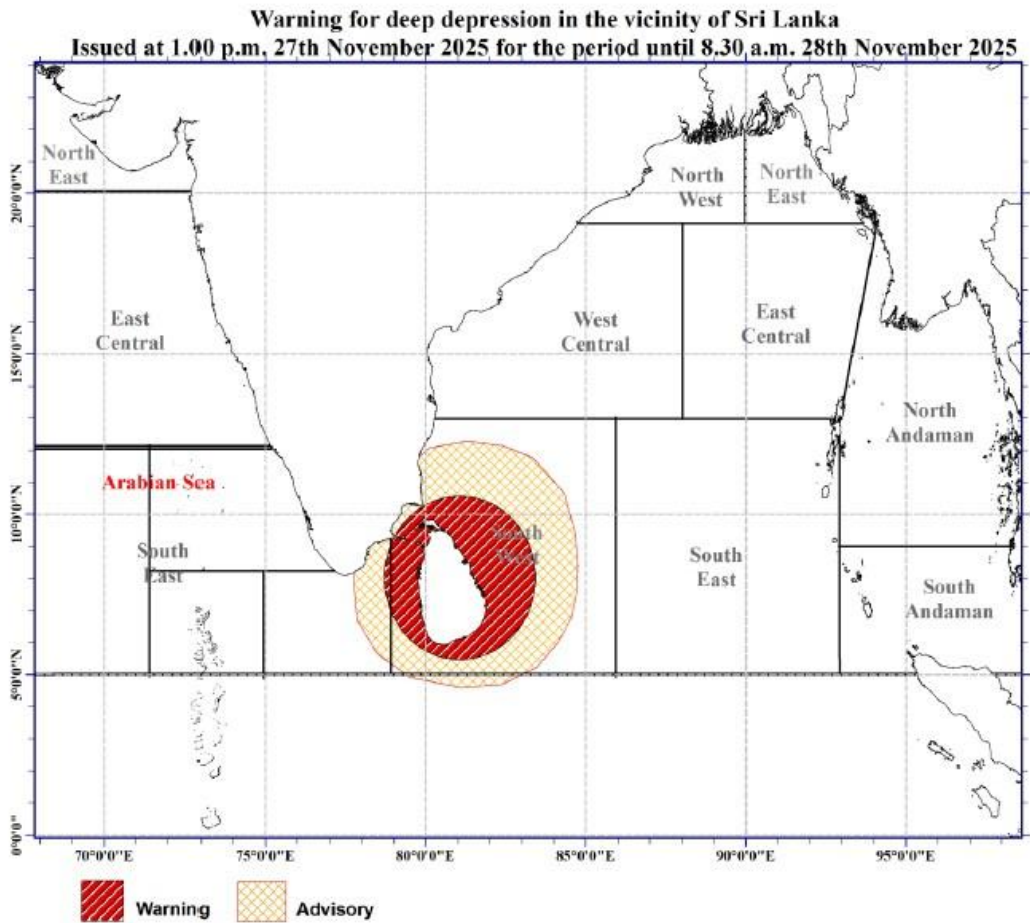 Warning for deep depression in the vicinity of Sri Lanka
Issued at 1.00 p.m. 27th November 2025 for the period until 8.30 a.m. 28th November 2025
North
East
North
West
North
East
20°0'0"N
East
Central
West
Central
East
Central
15°0'0"N
North
Andaman
Arabian Sea
10°0'0"N
South
East
South
West
South
East
South
Andaman
5°0'0"N
0°0'0"
70°0'0"E
75°0'0"E
80°0'0"E
85°0'0"E
90°0'0"E
95°0'0"E
Warning
Advisory